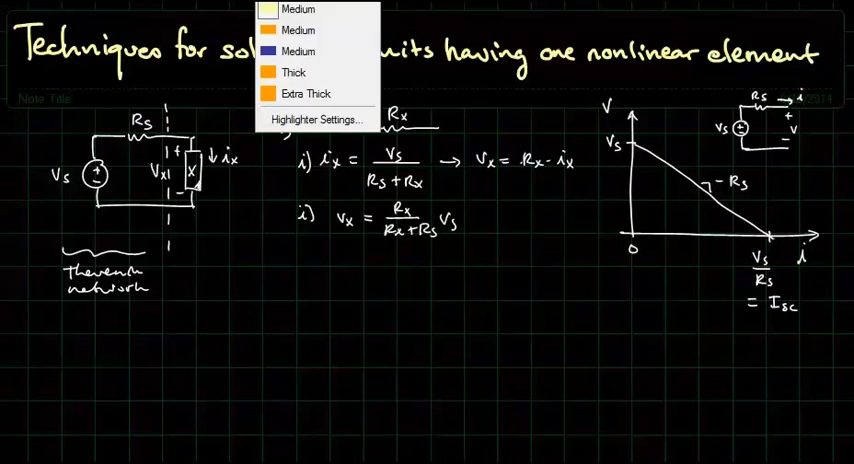 Medium
Medium
Medium
Thick
Extra Thick
Highlighter Settings...
Techniques for sol uits having one nonlinear element
Note Title
Rs
Vs + -
+ Vx -
X
↓ ix
Thevenin
network
Rx
i) ix = Vs / (Rs + Rx) → Vx = Rx · ix
i) Vx = Rx / (Rx + Rs) Vs
V
Vs
0
- Rs
Vs / Rs
i
= Isc
Rs → i
Vs + -
+
V
-